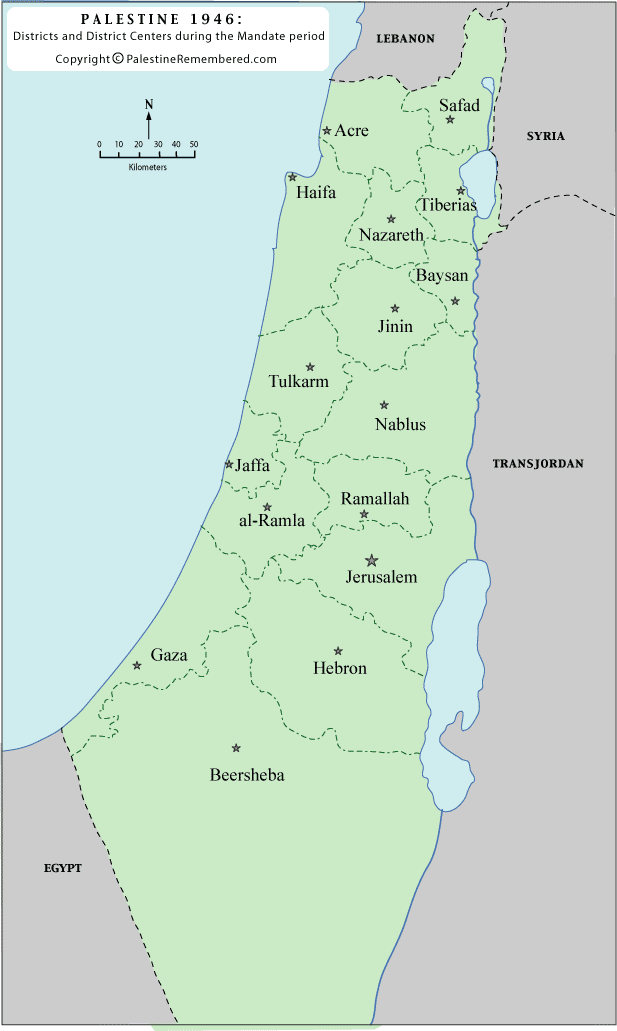 PALESTINE 1946:
Districts and District Centers during the Mandate period
Copyright © PalestineRemembered.com
LEBANON
N
0 10 20 30 40 50
Kilometers
Safad
Acre
SYRIA
Haifa
Tiberias
Nazareth
Baysan
Jinin
Tulkarm
Nablus
Jaffa
TRANSJORDAN
Ramallah
al-Ramla
Jerusalem
Gaza
Hebron
Beersheba
EGYPT